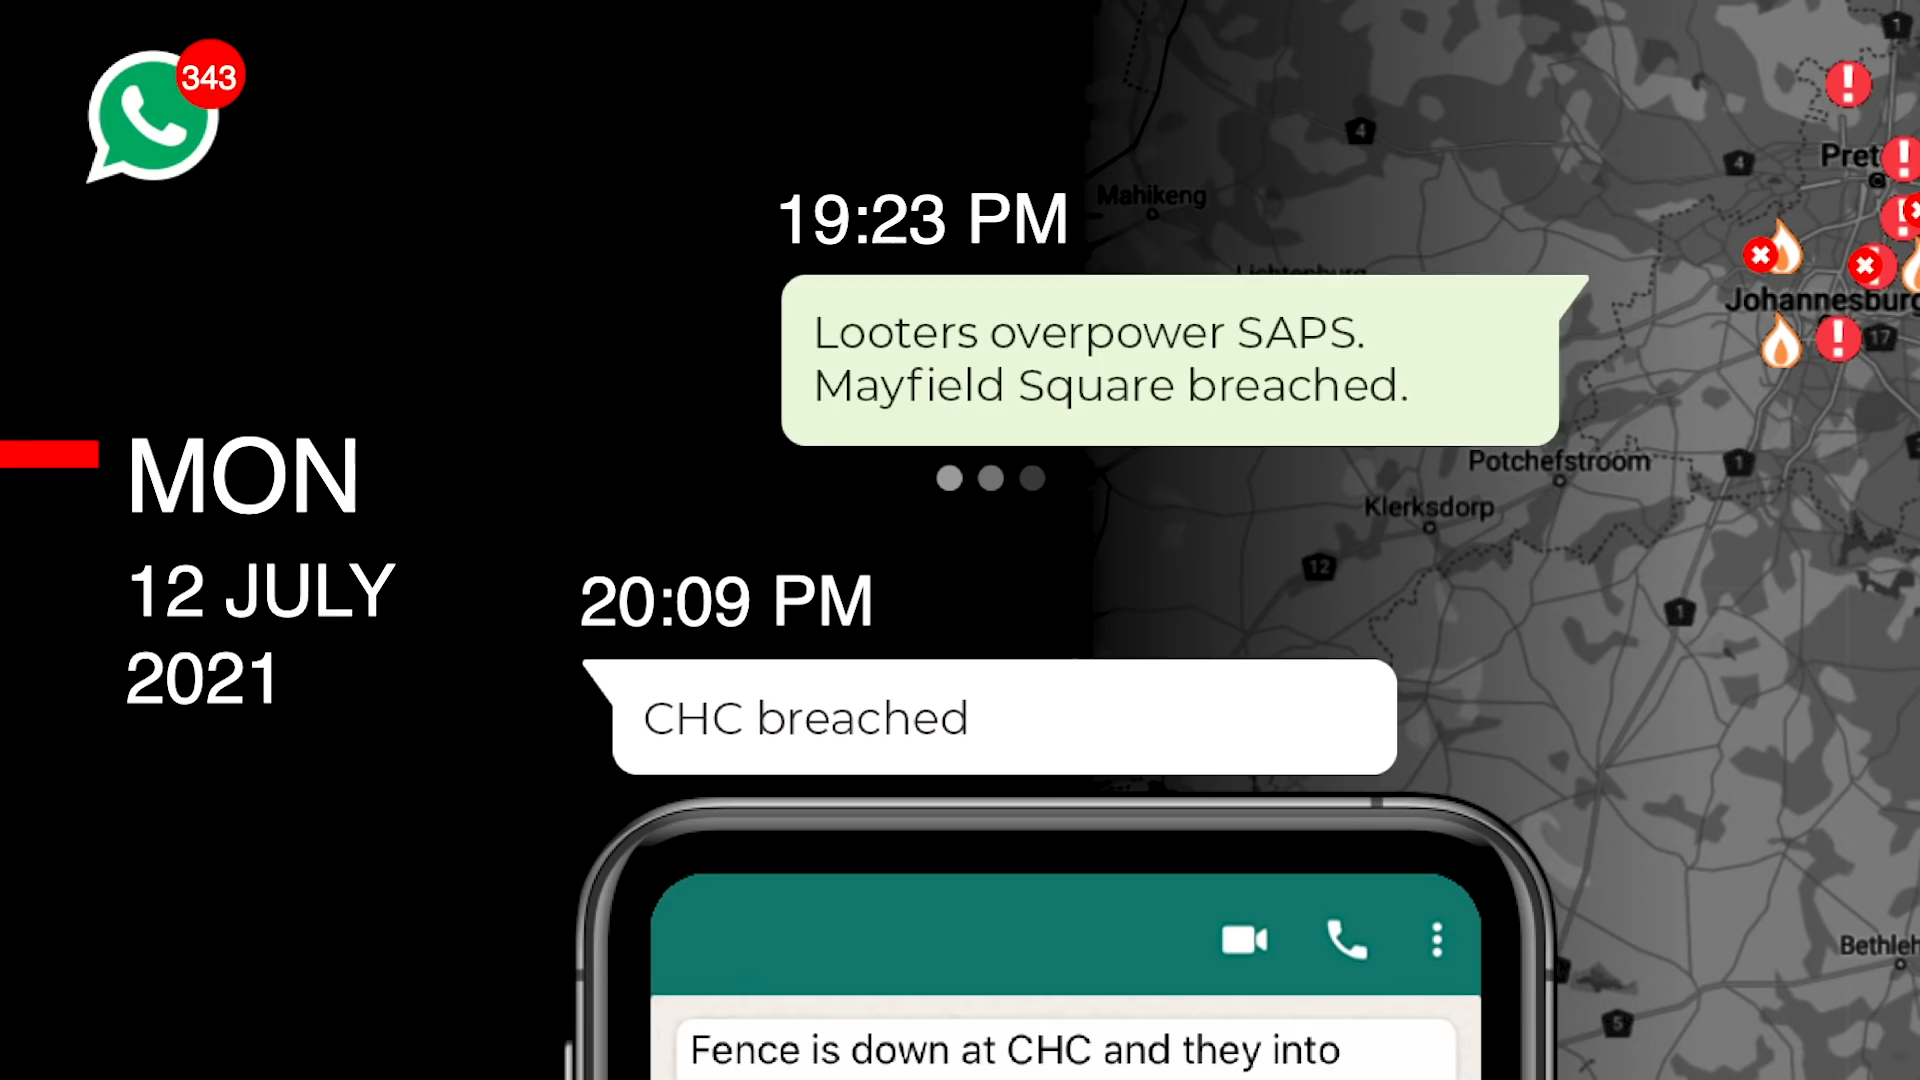 343
19:23 PM
Looters overpower SAPS.
Mayfield Square breached.
MON
12 JULY
2021
20:09 PM
CHC breached
Fence is down at CHC and they into
1
4
4
Pret
Mahikeng
Johannesburg
17
Potchefstroom
1
Klerksdorp
12
1
Bethleh
5